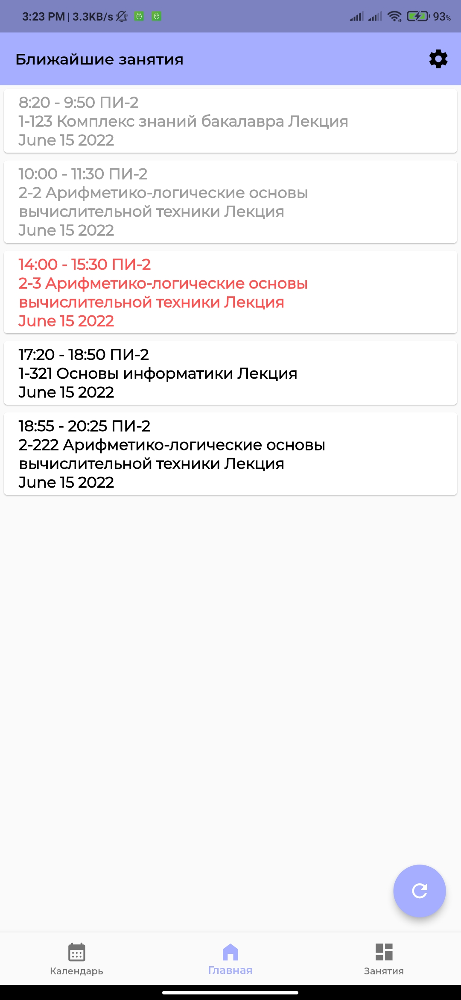 3:23 PM | 3.3KB/s 93%
Ближайшие занятия
8:20 - 9:50 ПИ-2
1-123 Комплекс знаний бакалавра Лекция
June 15 2022
10:00 - 11:30 ПИ-2
2-2 Арифметико-логические основы
вычислительной техники Лекция
June 15 2022
14:00 - 15:30 ПИ-2
2-3 Арифметико-логические основы
вычислительной техники Лекция
June 15 2022
17:20 - 18:50 ПИ-2
1-321 Основы информатики Лекция
June 15 2022
18:55 - 20:25 ПИ-2
2-222 Арифметико-логические основы
вычислительной техники Лекция
June 15 2022
Календарь Главная Занятия